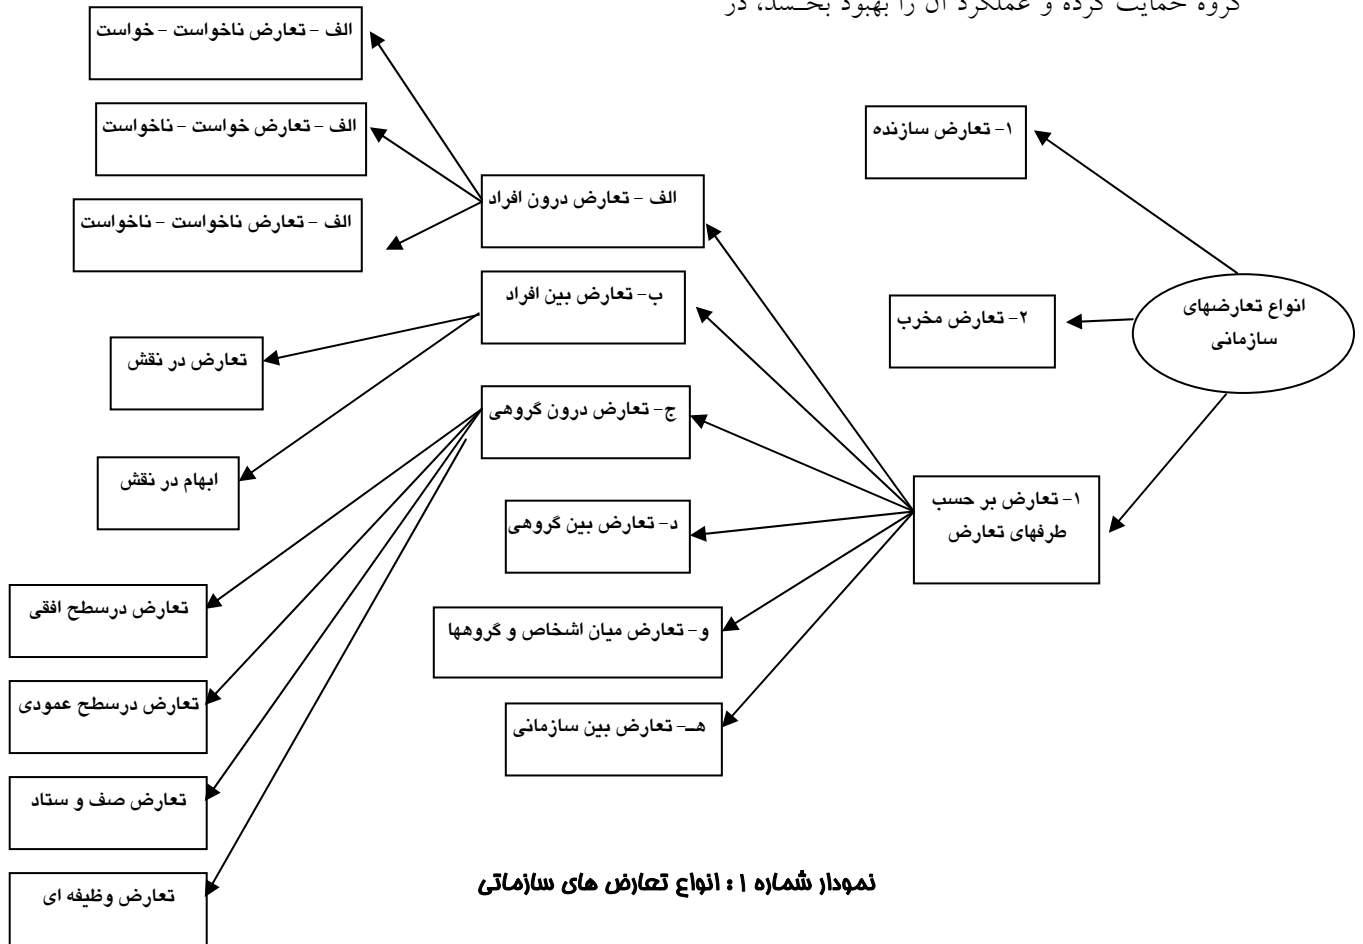 گروه حمایت کرده و عملکرد آن را بهبود بخشد، در
انواع تعارضهای
سازمانی
۱- تعارض سازنده
۲- تعارض مخرب
۱- تعارض بر حسب
طرفهای تعارض
الف - تعارض درون افراد
ب- تعارض بین افراد
ج- تعارض درون گروهی
د- تعارض بین گروهی
و- تعارض میان اشخاص و گروهها
هـ- تعارض بین سازمانی
الف - تعارض ناخواست - خواست
الف - تعارض خواست - ناخواست
الف - تعارض ناخواست - ناخواست
تعارض در نقش
ابهام در نقش
تعارض درسطح افقی
تعارض درسطح عمودی
تعارض صف و ستاد
تعارض وظیفه ای
نمودار شماره ۱ : انواع تعارض های سازماتی